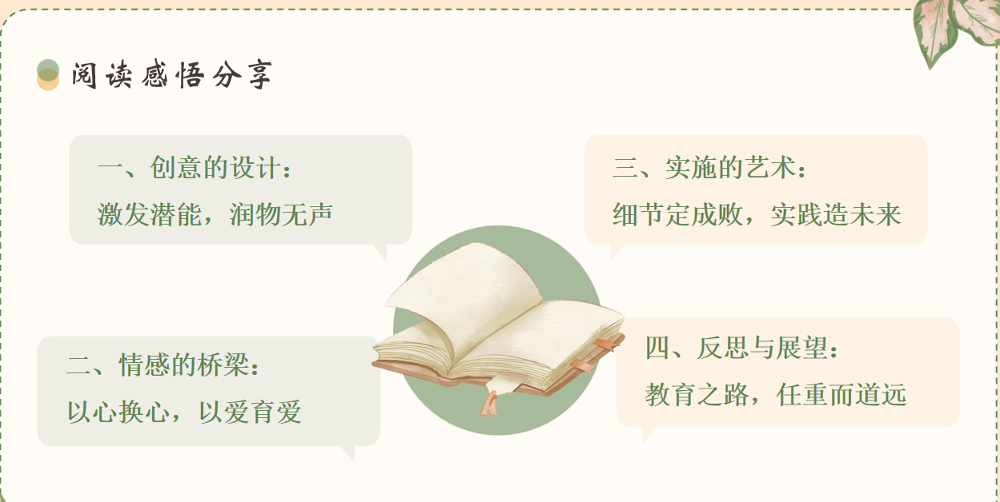 阅读感悟分享
一、创意的设计：
激发潜能，润物无声
二、情感的桥梁：
以心换心，以爱育爱
三、实施的艺术：
细节定成败，实践造未来
四、反思与展望：
教育之路，任重而道远